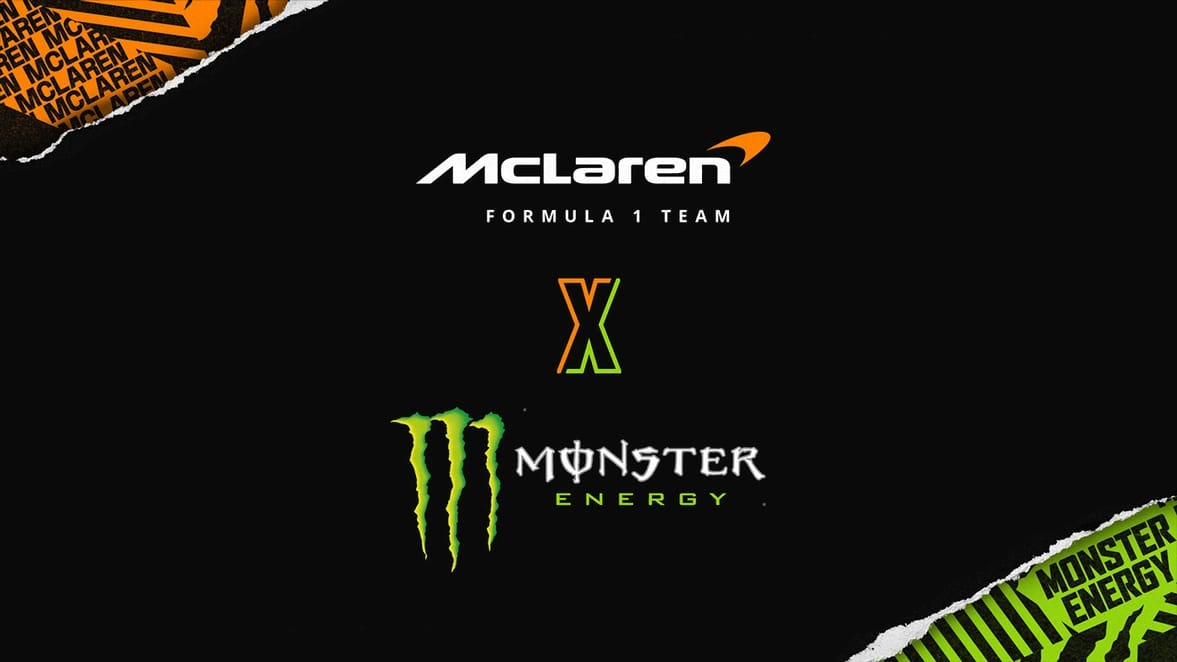 MCLAREN
MCLAREN
MCLAREN
McLaren
FORMULA 1 TEAM
X
MONSTER
ENERGY
MONSTER
ENERGY